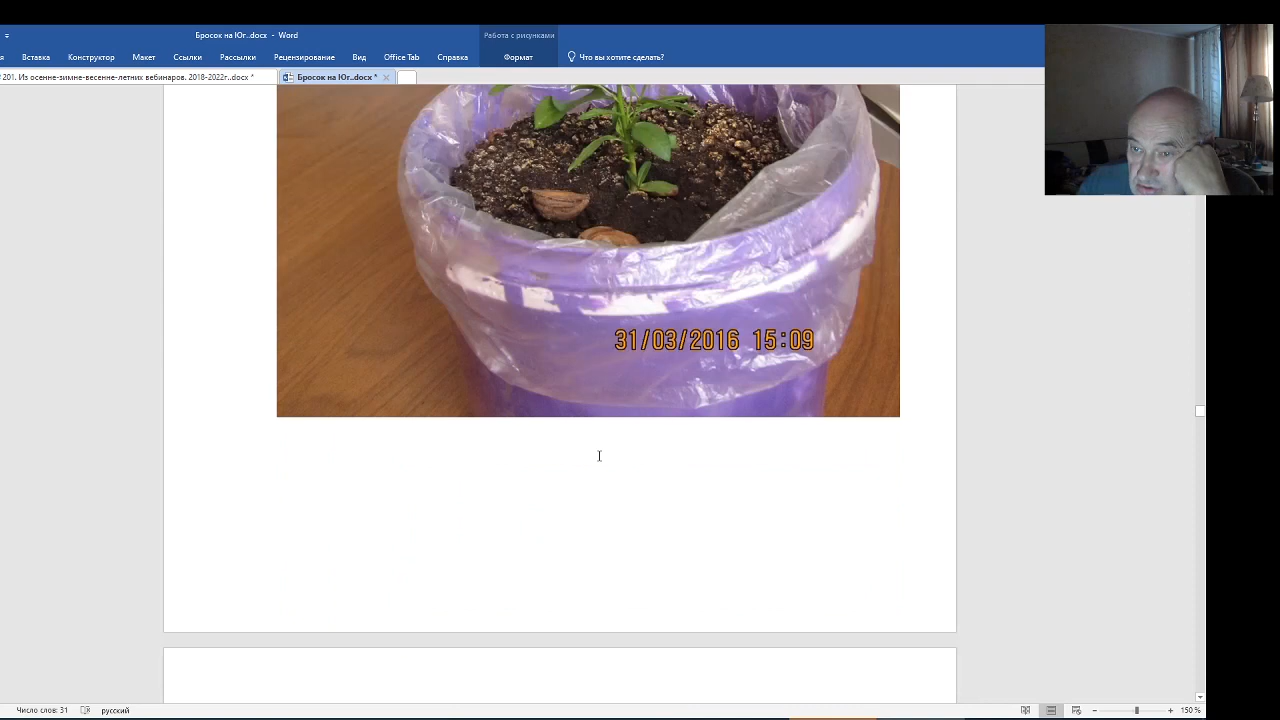 Бросок на Юг..docx - Word
Работа с рисунками
Вставка Конструктор Макет Ссылки Рассылки Рецензирование Вид Office Tab Справка Формат Что вы хотите сделать?
201. Из осенне-зимне-весенне-летних вебинаров. 2018-2022г..docx *
Бросок на Юг..docx *
31/03/2016 15:09
Число слов: 31 русский 150 %